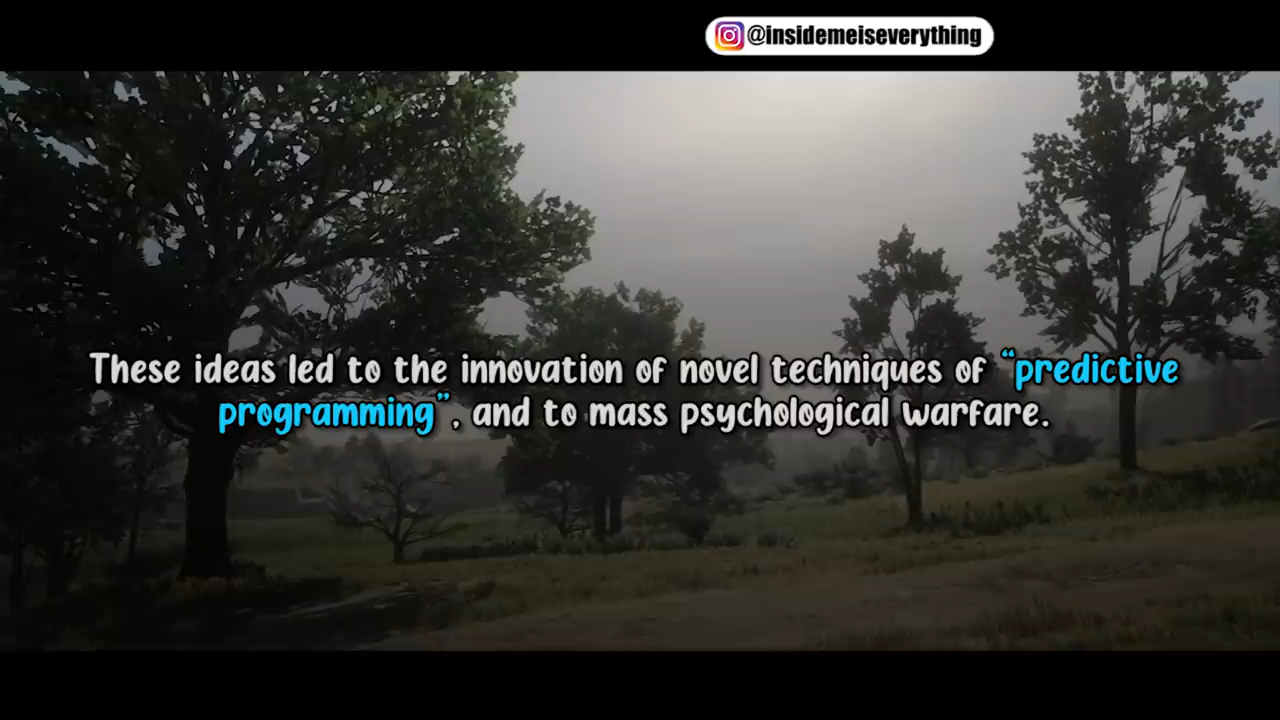 @insidemeiseverything
These ideas led to the innovation of novel techniques of “predictive
programming”, and to mass psychological warfare.